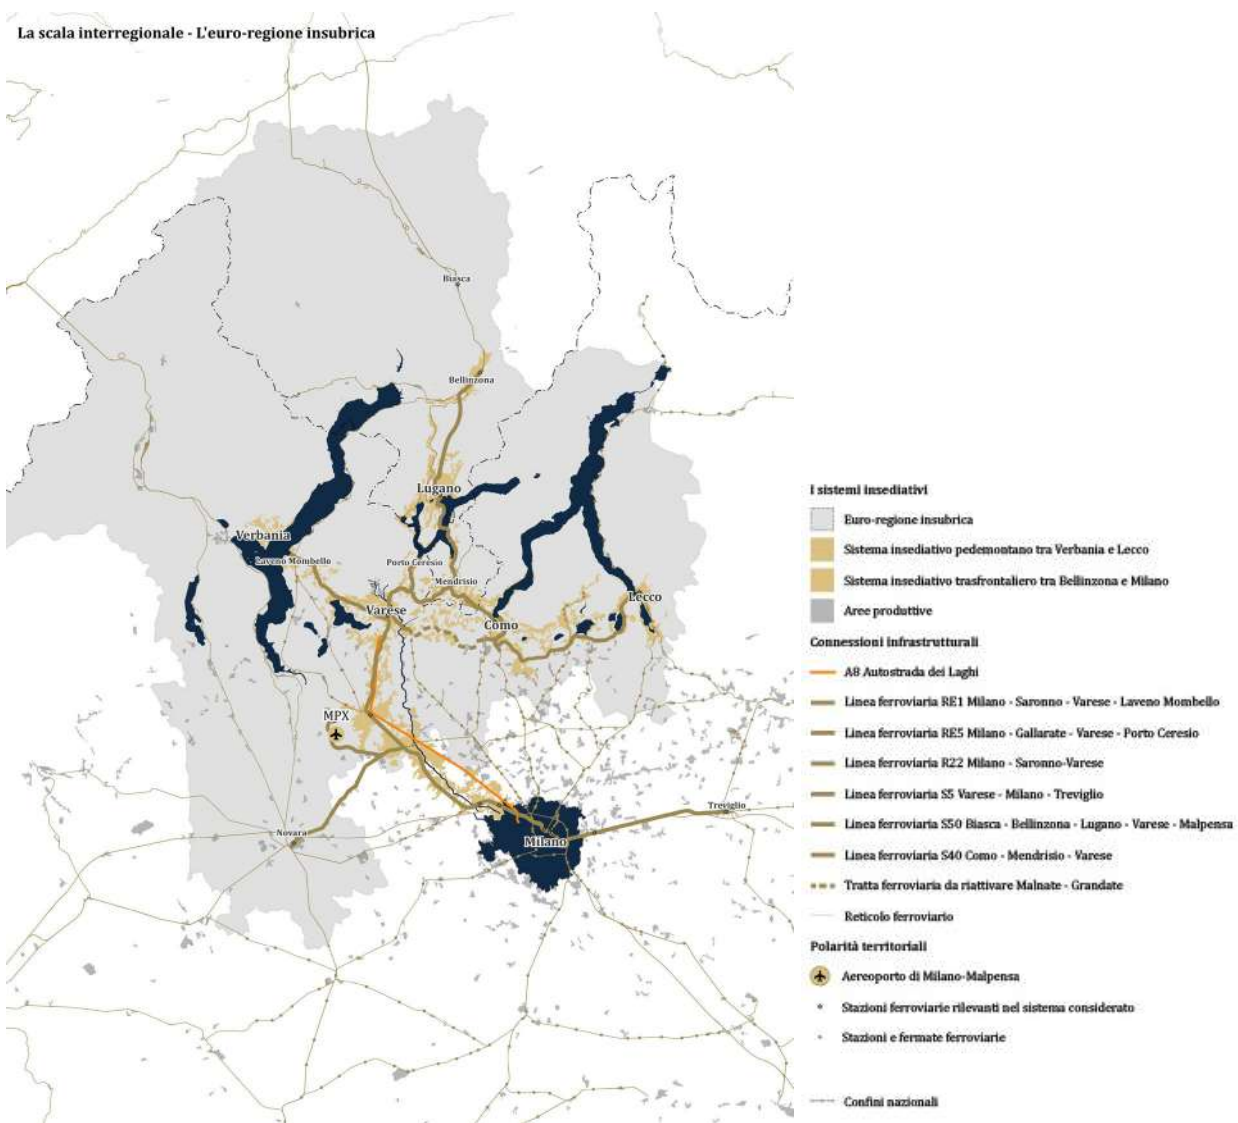 La scala interregionale - L'euro-regione insubrica
Biasca
Bellinzona
Lugano
Verbania
Laveno Mombello
Porto Ceresio
Mendrisio
Varese
Como
Lecco
MPX
Novara
Milano
Treviglio
I sistemi insediativi
Euro-regione insubrica
Sistema insediativo pedemontano tra Verbania e Lecco
Sistema insediativo trasfrontaliero tra Bellinzona e Milano
Aree produttive
Connessioni infrastrutturali
A8 Autostrada dei Laghi
Linea ferroviaria RE1 Milano - Saronno - Varese - Laveno Mombello
Linea ferroviaria RE5 Milano - Gallarate - Varese - Porto Ceresio
Linea ferroviaria R22 Milano - Saronno-Varese
Linea ferroviaria S5 Varese - Milano - Treviglio
Linea ferroviaria S50 Biasca - Bellinzona - Lugano - Varese - Malpensa
Linea ferroviaria S40 Como - Mendrisio - Varese
Tratta ferroviaria da riattivare Malnate - Grandate
Reticolo ferroviario
Polarità territoriali
Aereoporto di Milano-Malpensa
Stazioni ferroviarie rilevanti nel sistema considerato
Stazioni e fermate ferroviarie
Confini nazionali